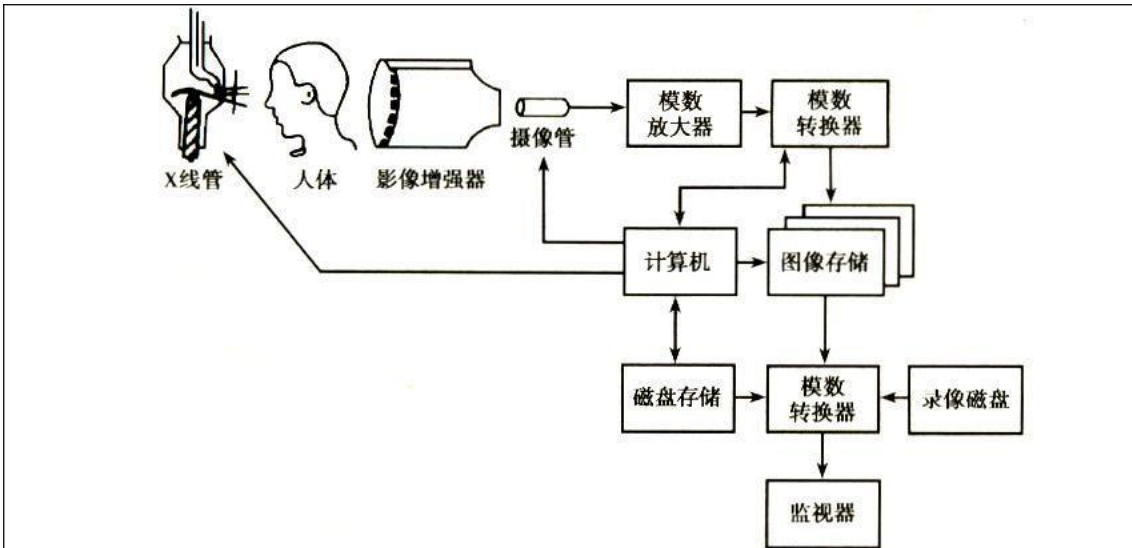 X线管
人体
影像增强器
摄像管
模数
放大器
模数
转换器
计算机
图像存储
磁盘存储
模数
转换器
录像磁盘
监视器